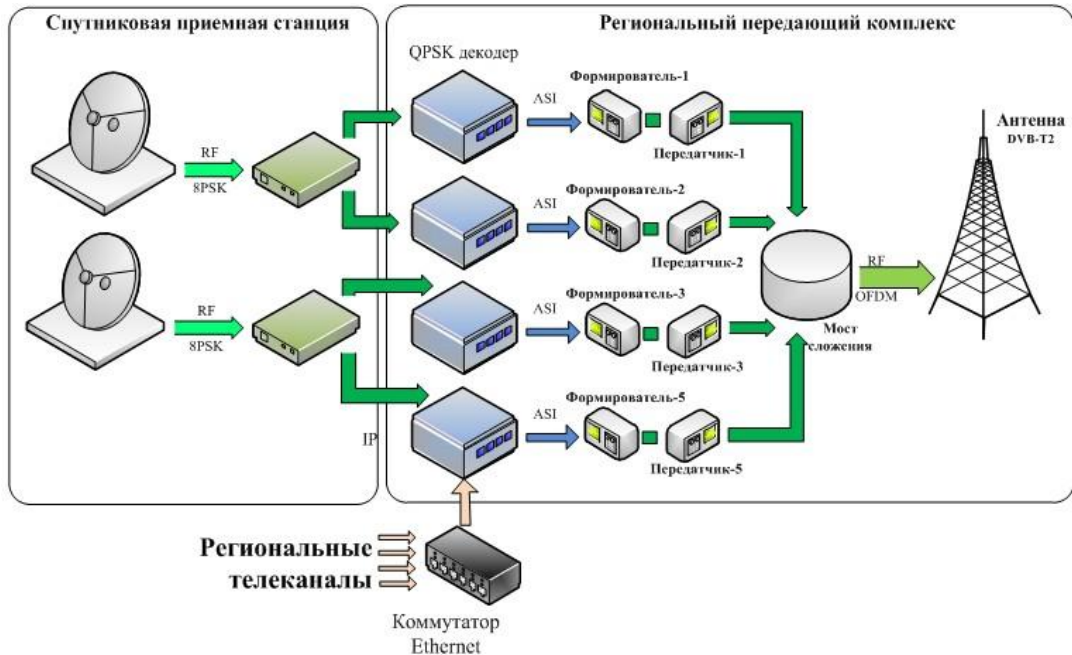 Спутниковая приемная станция
Региональный передающий комплекс
QPSK декодер
RF
8PSK
RF
8PSK
IP
ASI
Формирователь-1
Передатчик-1
ASI
Формирователь-2
Передатчик-2
ASI
Формирователь-3
Передатчик-3
ASI
Формирователь-5
Передатчик-5
Мост
сложения
RF
OFDM
Антенна
DVB-T2
Региональные
телеканалы
Коммутатор
Ethernet